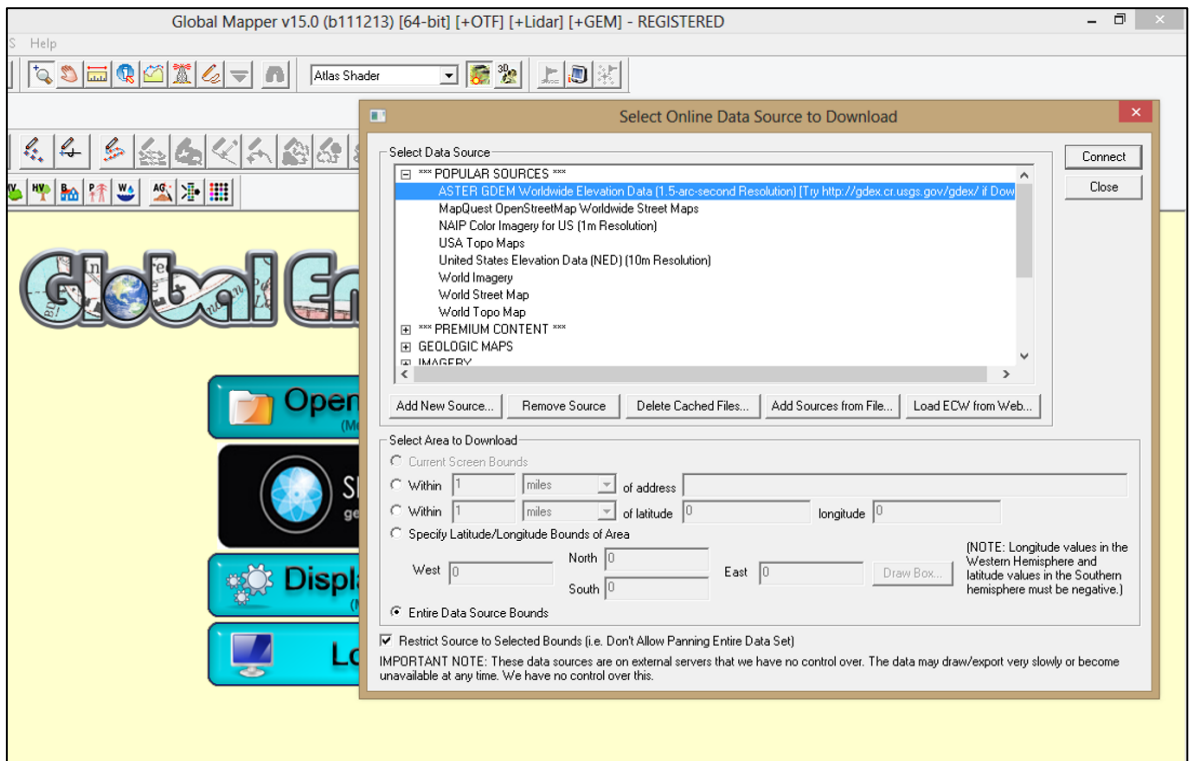 Global Mapper v15.0 (b111213) [64-bit] [+OTF] [+Lidar] [+GEM] - REGISTERED
S Help
Atlas Shader
3D
HV
AG
Select Online Data Source to Download
Select Data Source
*** POPULAR SOURCES ***
ASTER GDEM Worldwide Elevation Data (1.5-arc-second Resolution) [Try http://gdex.cr.usgs.gov/gdex/ if Dow
MapQuest OpenStreetMap Worldwide Street Maps
NAIP Color Imagery for US (1m Resolution)
USA Topo Maps
United States Elevation Data (NED) (10m Resolution)
World Imagery
World Street Map
World Topo Map
*** PREMIUM CONTENT ***
GEOLOGIC MAPS
IMAGERY
Connect
Close
Add New Source... Remove Source Delete Cached Files... Add Sources from File... Load ECW from Web...
Select Area to Download
Current Screen Bounds
Within 1 miles of address
Within 1 miles of latitude 0 longitude 0
Specify Latitude/Longitude Bounds of Area
North 0
West 0 East 0 Draw Box...
South 0
(NOTE: Longitude values in the
Western Hemisphere and
latitude values in the Southern
hemisphere must be negative.)
Entire Data Source Bounds
Restrict Source to Selected Bounds (i.e. Don't Allow Panning Entire Data Set)
IMPORTANT NOTE: These data sources are on external servers that we have no control over. The data may draw/export very slowly or become
unavailable at any time. We have no control over this.
Global En
Open
(M
S
ge
Displ
Lo